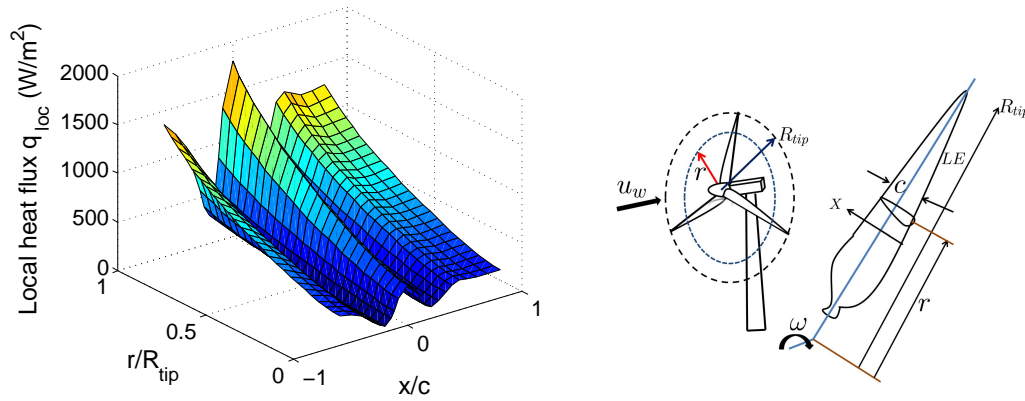 Local heat flux q_loc (W/m²)
2000
1500
1000
500
0
1
0.5
0
r/R_tip
−1
0
1
x/c
u_w
r
R_tip
R_tip
LE
c
X
r
ω